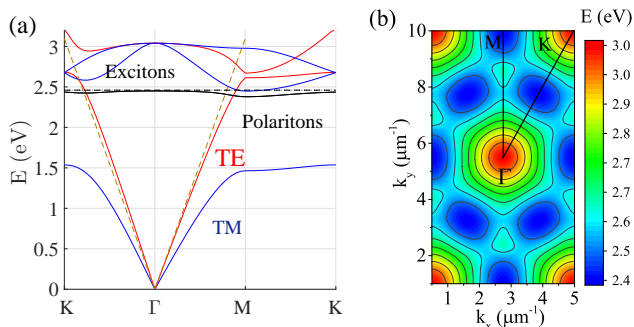 (a)
E (eV)
3
2.5
2
1.5
1
0.5
0
K
Γ
M
K
Excitons
Polaritons
TE
TM
(b)
E (eV)
k_y (μm⁻¹)
10
8
6
4
2
1
2
3
4
5
k_x (μm⁻¹)
M
K
Γ
3.0
2.9
2.8
2.7
2.6
2.5
2.4